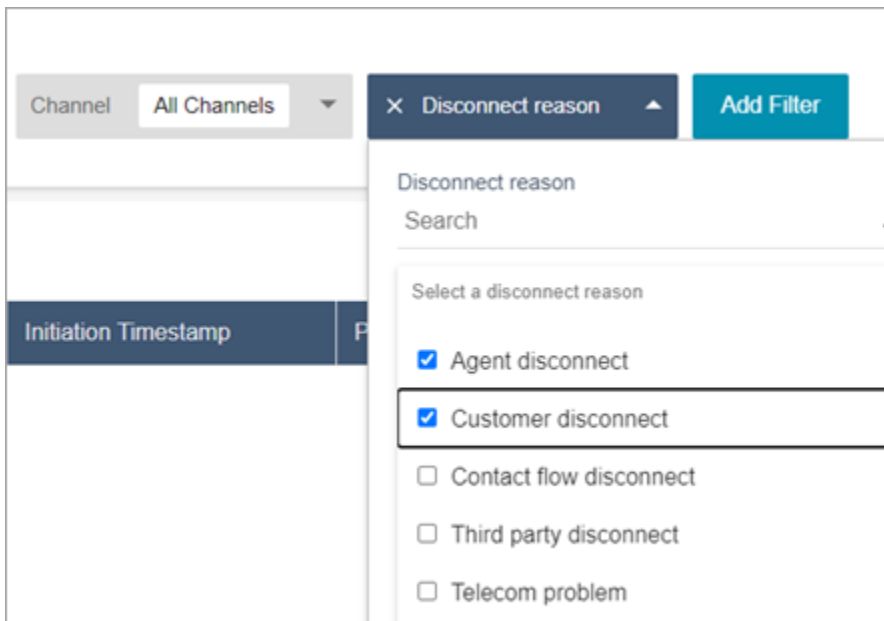 Channel All Channels Disconnect reason Add Filter
Disconnect reason
Search
Select a disconnect reason
Initiation Timestamp P
Agent disconnect
Customer disconnect
Contact flow disconnect
Third party disconnect
Telecom problem